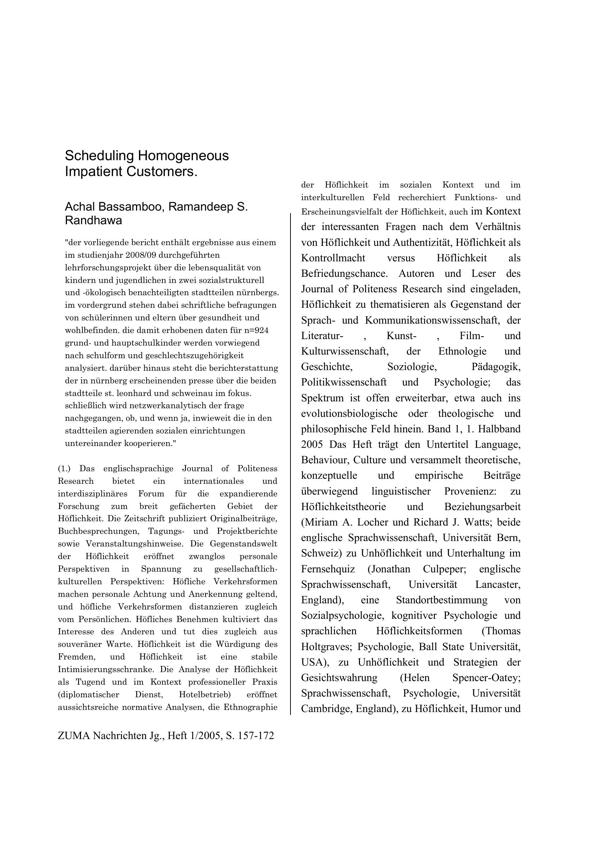 Scheduling Homogeneous
Impatient Customers.
Achal Bassamboo, Ramandeep S.
Randhawa
"der vorliegende bericht enthält ergebnisse aus einem
im studienjahr 2008/09 durchgeführten
lehrforschungsprojekt über die lebensqualität von
kindern und jugendlichen in zwei sozialstrukturell
und -ökologisch benachteiligten stadtteilen nürnbergs.
im vordergrund stehen dabei schriftliche befragungen
von schülerinnen und eltern über gesundheit und
wohlbefinden. die damit erhobenen daten für n=924
grund- und hauptschulkinder werden vorwiegend
nach schulform und geschlechtszugehörigkeit
analysiert. darüber hinaus steht die berichterstattung
der in nürnberg erscheinenden presse über die beiden
stadtteile st. leonhard und schweinau im fokus.
schließlich wird netzwerkanalytisch der frage
nachgegangen, ob, und wenn ja, inwieweit die in den
stadtteilen agierenden sozialen einrichtungen
untereinander kooperieren."
(1.) Das englischsprachige Journal of Politeness
Research bietet ein internationales und
interdisziplinäres Forum für die expandierende
Forschung zum breit gefächerten Gebiet der
Höflichkeit. Die Zeitschrift publiziert Originalbeiträge,
Buchbesprechungen, Tagungs- und Projektberichte
sowie Veranstaltungshinweise. Die Gegenstandswelt
der Höflichkeit eröffnet zwanglos personale
Perspektiven in Spannung zu gesellschaftlich-
kulturellen Perspektiven: Höfliche Verkehrsformen
machen personale Achtung und Anerkennung geltend,
und höfliche Verkehrsformen distanzieren zugleich
vom Persönlichen. Höfliches Benehmen kultiviert das
Interesse des Anderen und tut dies zugleich aus
souveräner Warte. Höflichkeit ist die Würdigung des
Fremden, und Höflichkeit ist eine stabile
Intimisierungsschranke. Die Analyse der Höflichkeit
als Tugend und im Kontext professioneller Praxis
(diplomatischer Dienst, Hotelbetrieb) eröffnet
aussichtsreiche normative Analysen, die Ethnographie
der Höflichkeit im sozialen Kontext und im
interkulturellen Feld recherchiert Funktions- und
Erscheinungsvielfalt der Höflichkeit, auch im Kontext
der interessanten Fragen nach dem Verhältnis
von Höflichkeit und Authentizität, Höflichkeit als
Kontrollmacht versus Höflichkeit als
Befriedungschance. Autoren und Leser des
Journal of Politeness Research sind eingeladen,
Höflichkeit zu thematisieren als Gegenstand der
Sprach- und Kommunikationswissenschaft, der
Literatur- , Kunst- , Film- und
Kulturwissenschaft, der Ethnologie und
Geschichte, Soziologie, Pädagogik,
Politikwissenschaft und Psychologie; das
Spektrum ist offen erweiterbar, etwa auch ins
evolutionsbiologische oder theologische und
philosophische Feld hinein. Band 1, 1. Halbband
2005 Das Heft trägt den Untertitel Language,
Behaviour, Culture und versammelt theoretische,
konzeptuelle und empirische Beiträge
überwiegend linguistischer Provenienz: zu
Höflichkeitstheorie und Beziehungsarbeit
(Miriam A. Locher und Richard J. Watts; beide
englische Sprachwissenschaft, Universität Bern,
Schweiz) zu Unhöflichkeit und Unterhaltung im
Fernsehquiz (Jonathan Culpeper; englische
Sprachwissenschaft, Universität Lancaster,
England), eine Standortbestimmung von
Sozialpsychologie, kognitiver Psychologie und
sprachlichen Höflichkeitsformen (Thomas
Holtgraves; Psychologie, Ball State Universität,
USA), zu Unhöflichkeit und Strategien der
Gesichtswahrung (Helen Spencer-Oatey;
Sprachwissenschaft, Psychologie, Universität
Cambridge, England), zu Höflichkeit, Humor und
ZUMA Nachrichten Jg., Heft 1/2005, S. 157-172